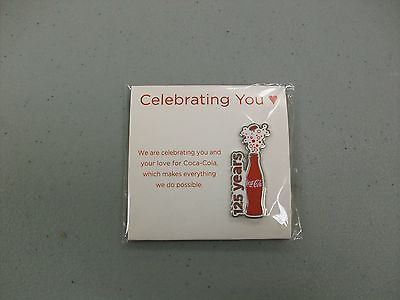 Celebrating You ♥
We are celebrating you and
your love for Coca-Cola,
which makes everything
we do possible.
125 years
Coca-Cola